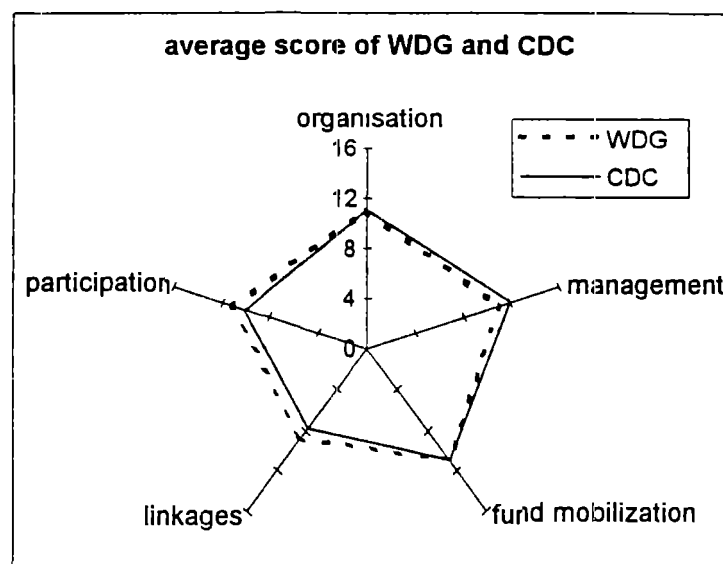 average score of WDG and CDC
organisation
16
12
8
4
0
WDG
CDC
participation
management
linkages
fund mobilization